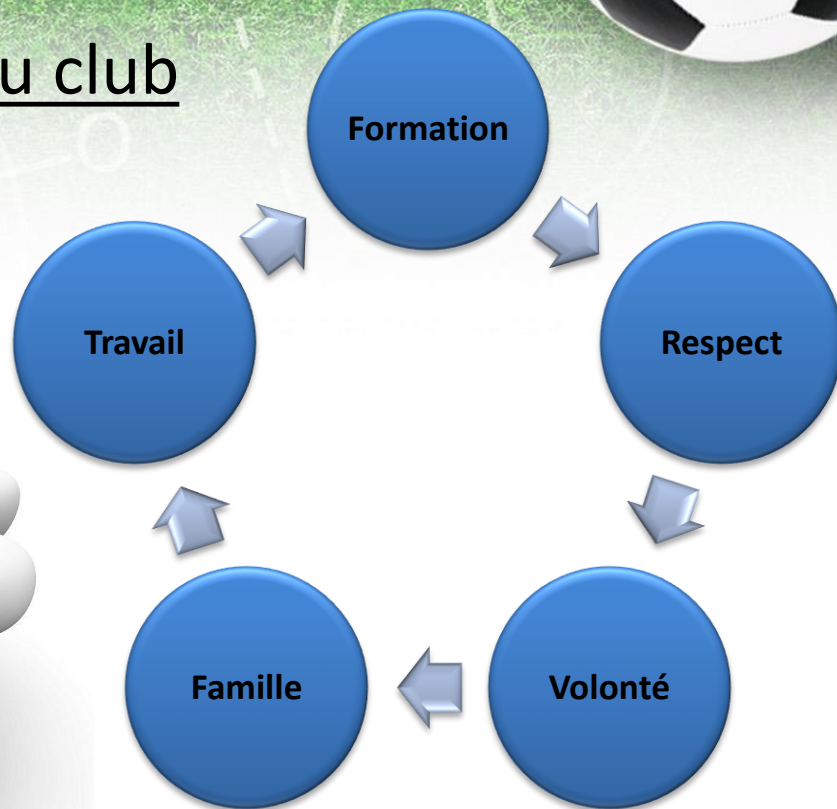 u club
Formation
Respect
Volonté
Famille
Travail